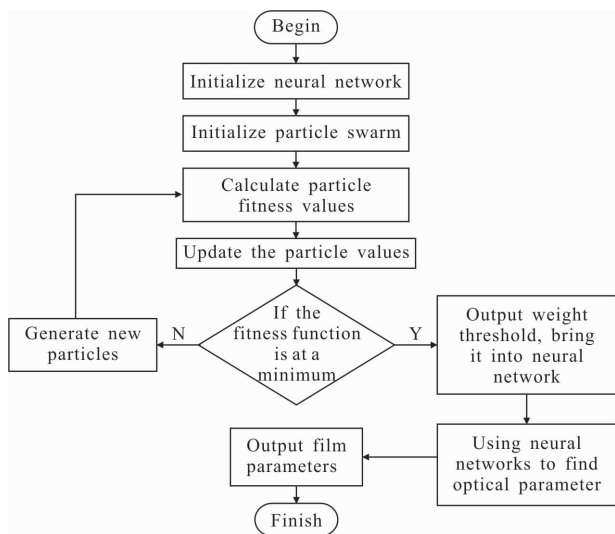 Begin
Initialize neural network
Initialize particle swarm
Calculate particle
fitness values
Update the particle values
If the
fitness function
is at a
minimum
N
Generate new
particles
Y
Output weight
threshold, bring
it into neural
network
Using neural
networks to find
optical parameter
Output film
parameters
Finish